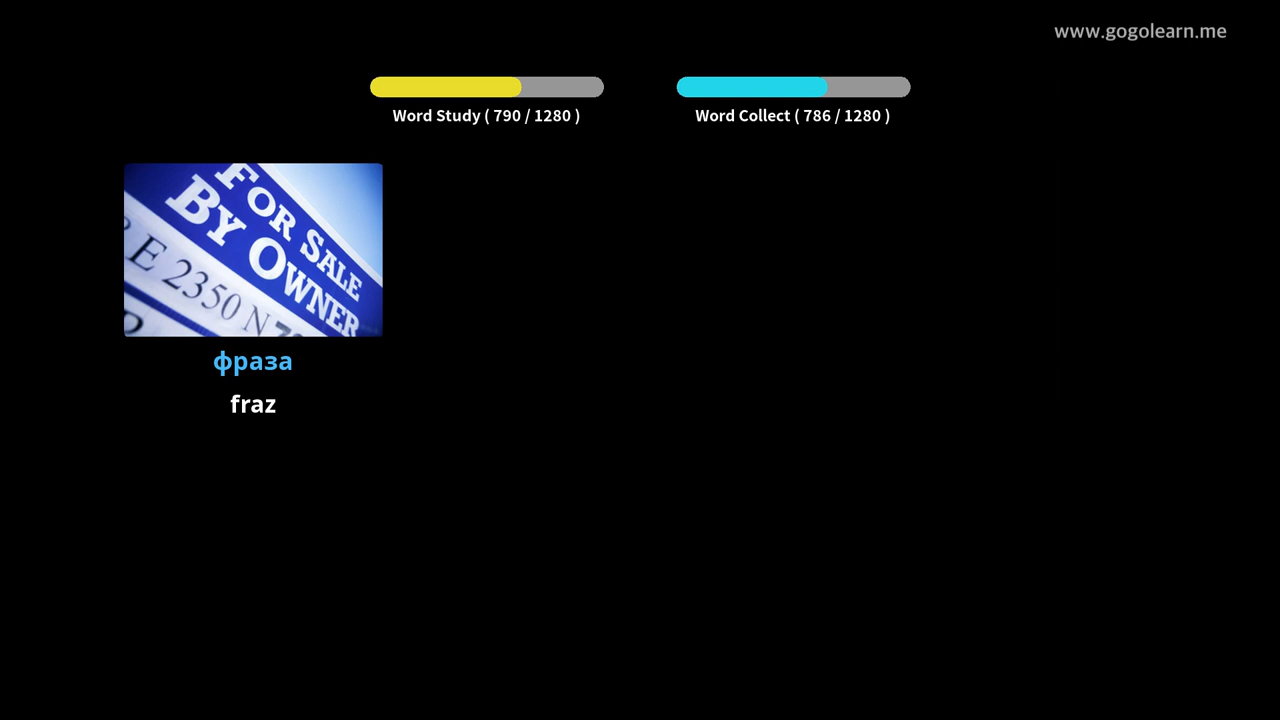 www.gogolearn.me
Word Study ( 790 / 1280 )
Word Collect ( 786 / 1280 )
FOR SALE
BY OWNER
E 2350 N
фраза
fraz